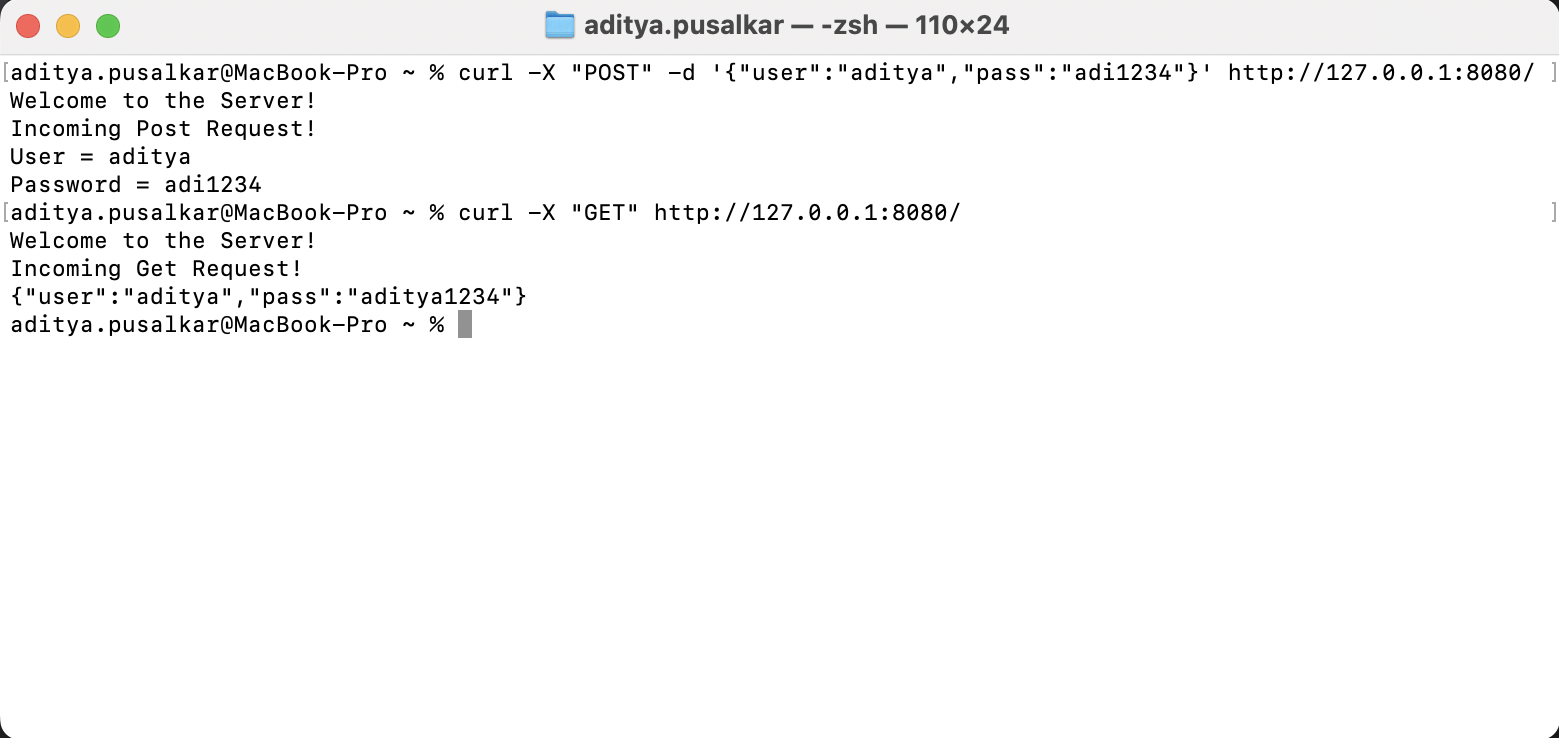 aditya.pusalkar — -zsh — 110×24
[aditya.pusalkar@MacBook-Pro ~ % curl -X "POST" -d '{"user":"aditya","pass":"adi1234"}' http://127.0.0.1:8080/ ]
Welcome to the Server!
Incoming Post Request!
User = aditya
Password = adi1234
[aditya.pusalkar@MacBook-Pro ~ % curl -X "GET" http://127.0.0.1:8080/ ]
Welcome to the Server!
Incoming Get Request!
{"user":"aditya","pass":"aditya1234"}
aditya.pusalkar@MacBook-Pro ~ %